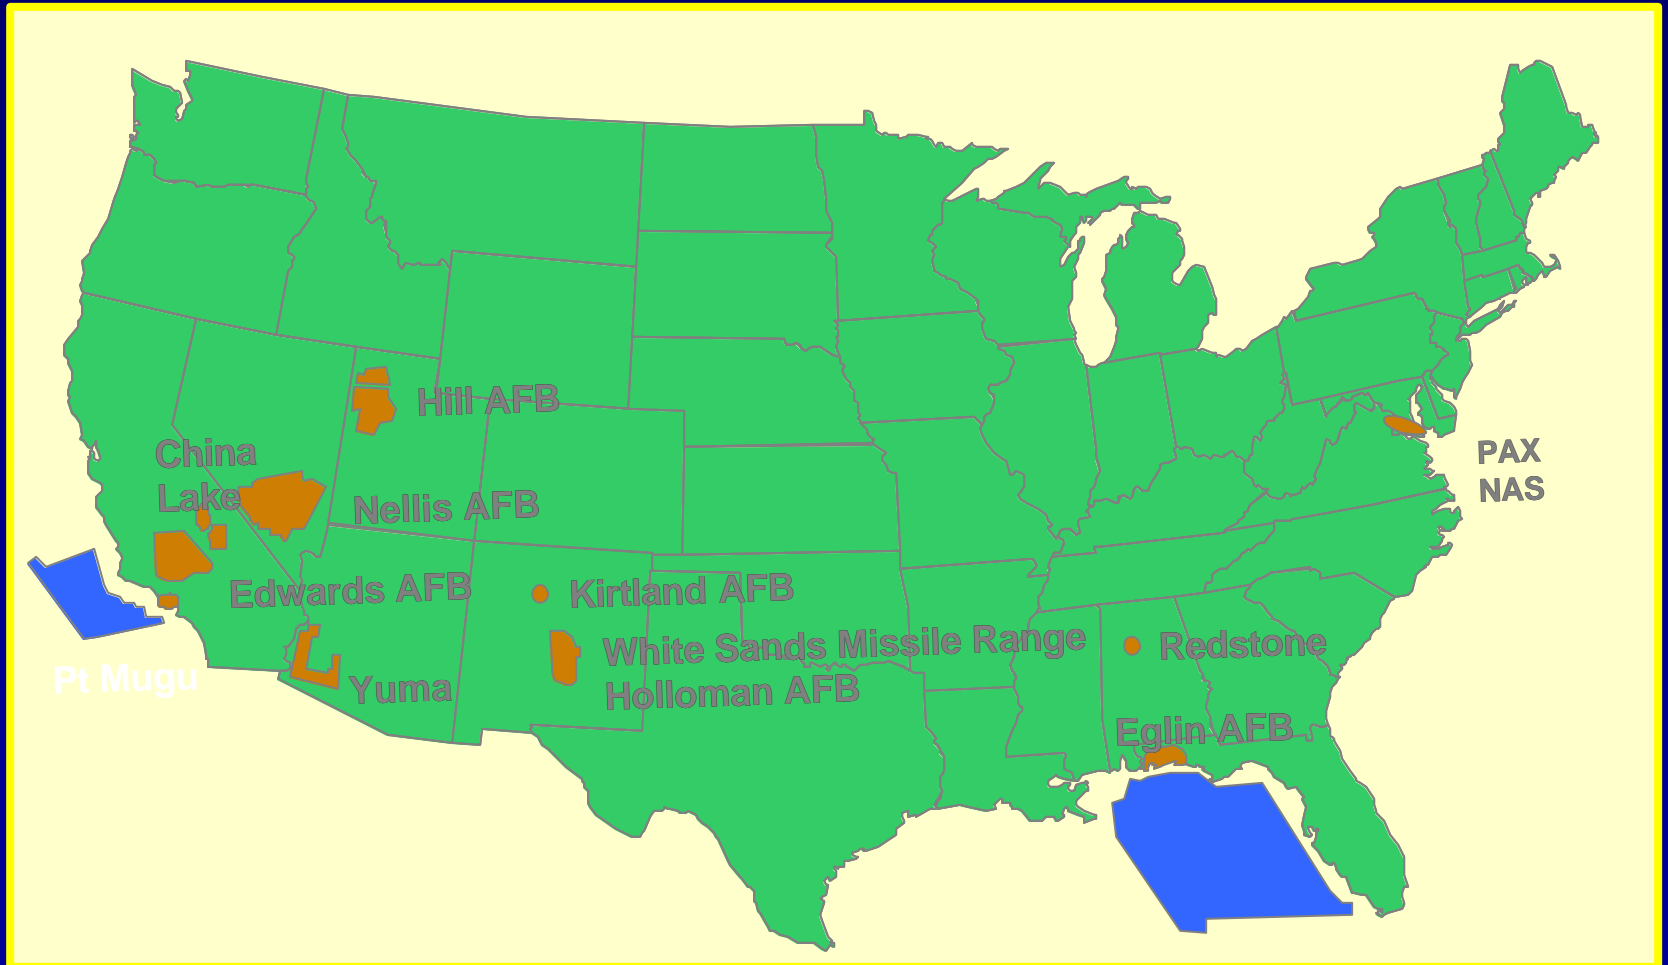 Hill AFB
China
Lake
Nellis AFB
PAX
NAS
Edwards AFB
Kirtland AFB
White Sands Missile Range
Holloman AFB
Redstone
Pt Mugu
Yuma
Eglin AFB